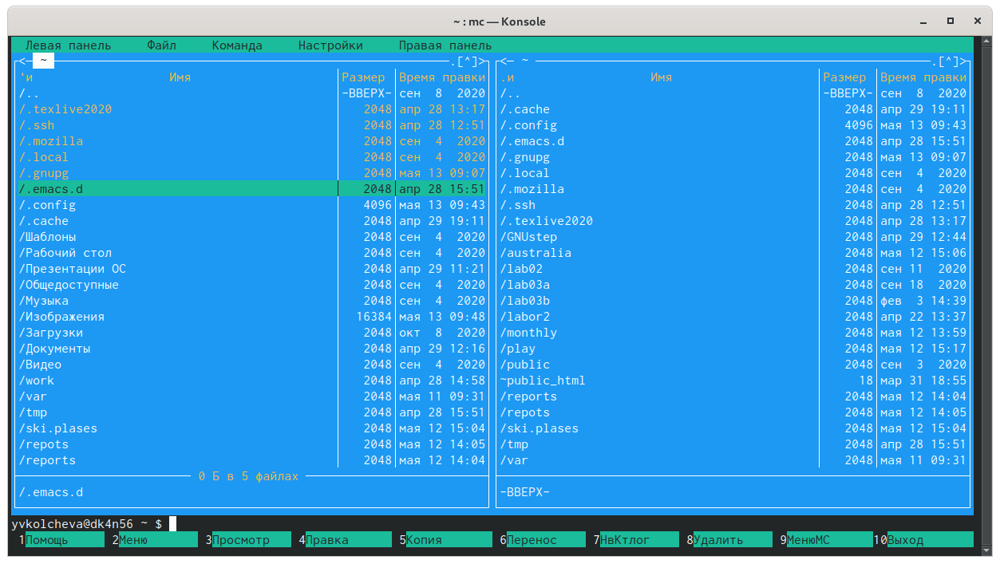 ~ : mc — Konsole
Левая панель Файл Команда Настройки Правая панель
<— ~ .[^]>
'и Имя Размер Время правки
/.. -ВВЕРХ- сен 8 2020
/.texlive2020 2048 апр 28 13:17
/.ssh 2048 апр 28 12:51
/.mozilla 2048 сен 4 2020
/.local 2048 сен 4 2020
/.gnupg 2048 мая 13 09:07
/.emacs.d 2048 апр 28 15:51
/.config 4096 мая 13 09:43
/.cache 2048 апр 29 19:11
/Шаблоны 2048 сен 4 2020
/Рабочий стол 2048 сен 4 2020
/Презентации ОС 2048 апр 29 11:21
/Общедоступные 2048 сен 4 2020
/Музыка 2048 сен 4 2020
/Изображения 16384 мая 13 09:48
/Загрузки 2048 окт 8 2020
/Документы 2048 апр 29 12:16
/Видео 2048 сен 4 2020
/work 2048 апр 28 14:58
/var 2048 мая 11 09:31
/tmp 2048 апр 28 15:51
/ski.plases 2048 мая 12 15:04
/repots 2048 мая 12 14:05
/reports 2048 мая 12 14:04
0 Б в 5 файлах
/.emacs.d
<— ~ .[^]>
.и Имя Размер Время правки
/.. -ВВЕРХ- сен 8 2020
/.cache 2048 апр 29 19:11
/.config 4096 мая 13 09:43
/.emacs.d 2048 апр 28 15:51
/.gnupg 2048 мая 13 09:07
/.local 2048 сен 4 2020
/.mozilla 2048 сен 4 2020
/.ssh 2048 апр 28 12:51
/.texlive2020 2048 апр 28 13:17
/GNUstep 2048 апр 29 12:44
/australia 2048 мая 12 15:06
/lab02 2048 сен 11 2020
/lab03a 2048 сен 18 2020
/lab03b 2048 фев 3 14:39
/labor2 2048 апр 22 13:37
/monthly 2048 мая 12 13:59
/play 2048 мая 12 15:17
/public 2048 сен 3 2020
~public_html 18 мар 31 18:55
/reports 2048 мая 12 14:04
/repots 2048 мая 12 14:05
/ski.plases 2048 мая 12 15:04
/tmp 2048 апр 28 15:51
/var 2048 мая 11 09:31
-ВВЕРХ-
yvkolcheva@dk4n56 ~ $
1Помощь 2Меню 3Просмотр 4Правка 5Копия 6Перенос 7НвКтлог 8Удалить 9МенюMC 10Выход